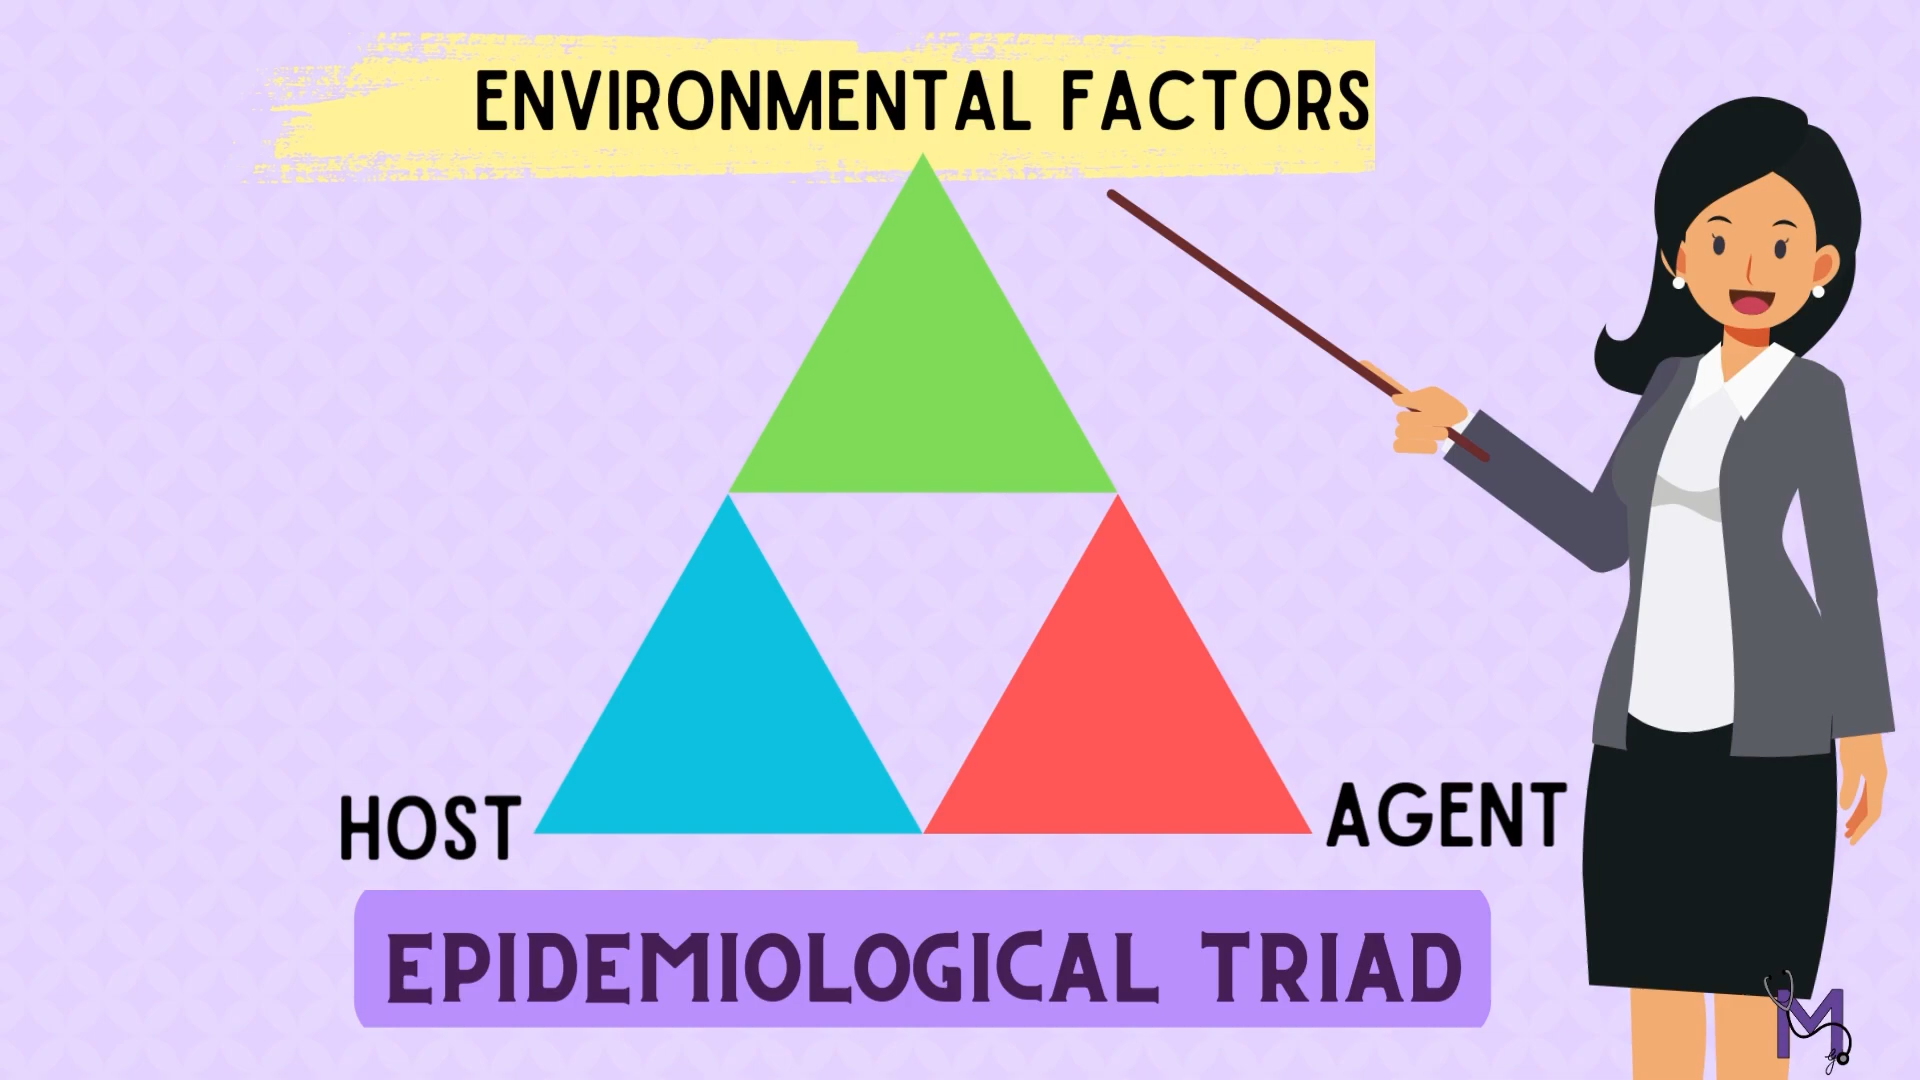 ENVIRONMENTAL FACTORS
HOST
AGENT
EPIDEMIOLOGICAL TRIAD
M